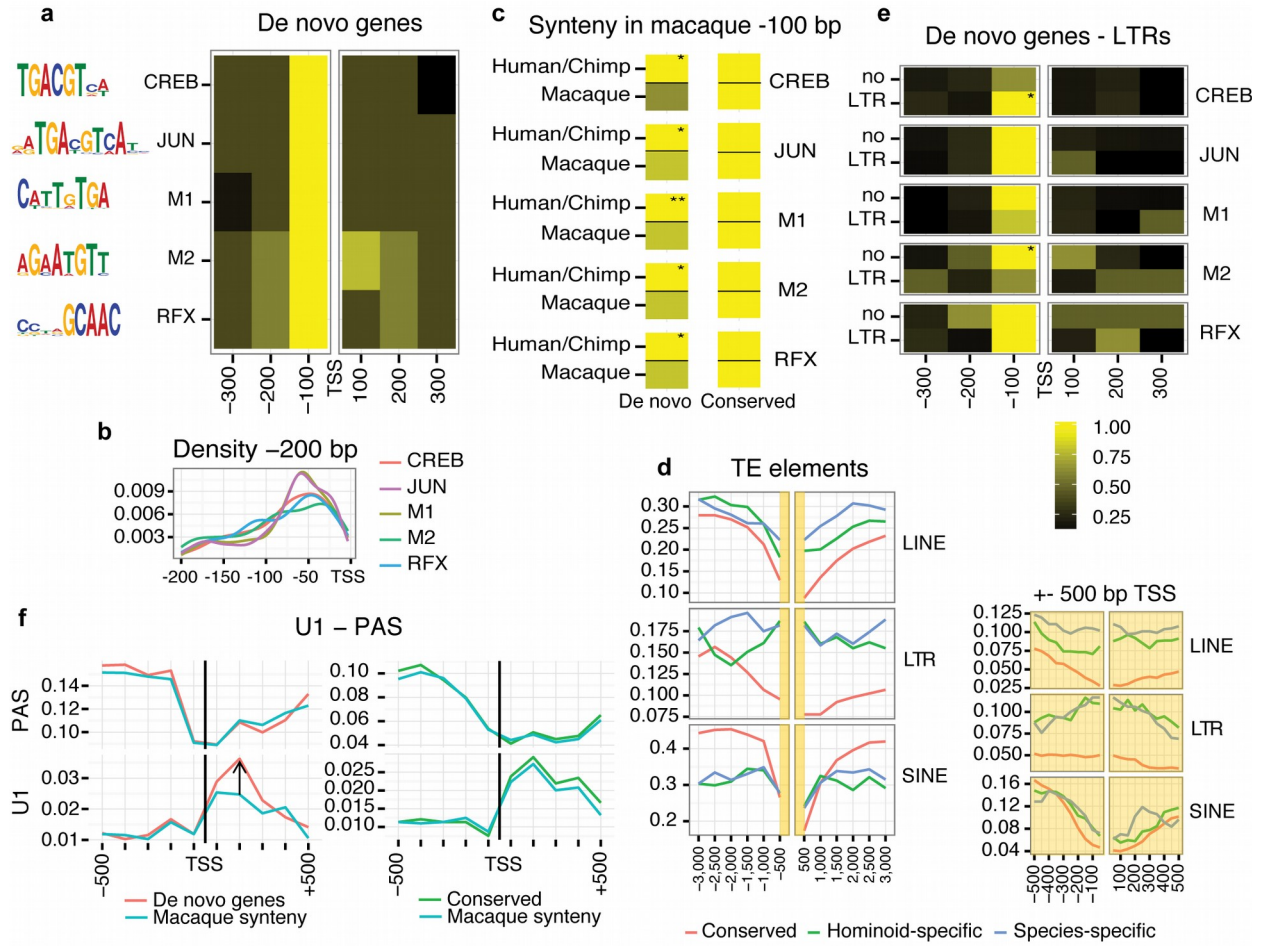 a
De novo genes
TGACGTCA
CREB
GATGACGTCAT
JUN
CATTGTGA
M1
AGAATGTT
M2
GCAAC
RFX
-300
-200
-100
TSS
100
200
300
b
Density -200 bp
0.009
0.006
0.003
-200
-150
-100
-50
TSS
CREB
JUN
M1
M2
RFX
c
Synteny in macaque -100 bp
Human/Chimp
*
Macaque
CREB
Human/Chimp
*
Macaque
JUN
Human/Chimp
**
Macaque
M1
Human/Chimp
*
Macaque
M2
Human/Chimp
*
Macaque
RFX
De novo
Conserved
d
TE elements
0.30
0.25
0.20
0.15
0.10
LINE
0.175
0.150
0.125
0.100
0.075
LTR
0.4
0.3
0.2
SINE
-3,000
-2,500
-2,000
-1,500
-1,000
-500
500
1,000
1,500
2,000
2,500
3,000
+- 500 bp TSS
0.125
0.100
0.075
0.050
0.025
LINE
0.100
0.075
0.050
LTR
0.16
0.12
0.08
0.04
SINE
-500
-400
-300
-200
-100
100
200
300
400
500
Conserved
Hominoid-specific
Species-specific
e
De novo genes - LTRs
no
LTR
*
CREB
no
LTR
JUN
no
LTR
M1
no
*
LTR
M2
no
LTR
RFX
-300
-200
-100
TSS
100
200
300
1.00
0.75
0.50
0.25
f
U1 – PAS
PAS
0.14
0.12
0.10
U1
0.03
0.02
0.01
-500
TSS
+500
De novo genes
Macaque synteny
0.10
0.08
0.06
0.04
0.025
0.020
0.015
0.010
-500
TSS
+500
Conserved
Macaque synteny